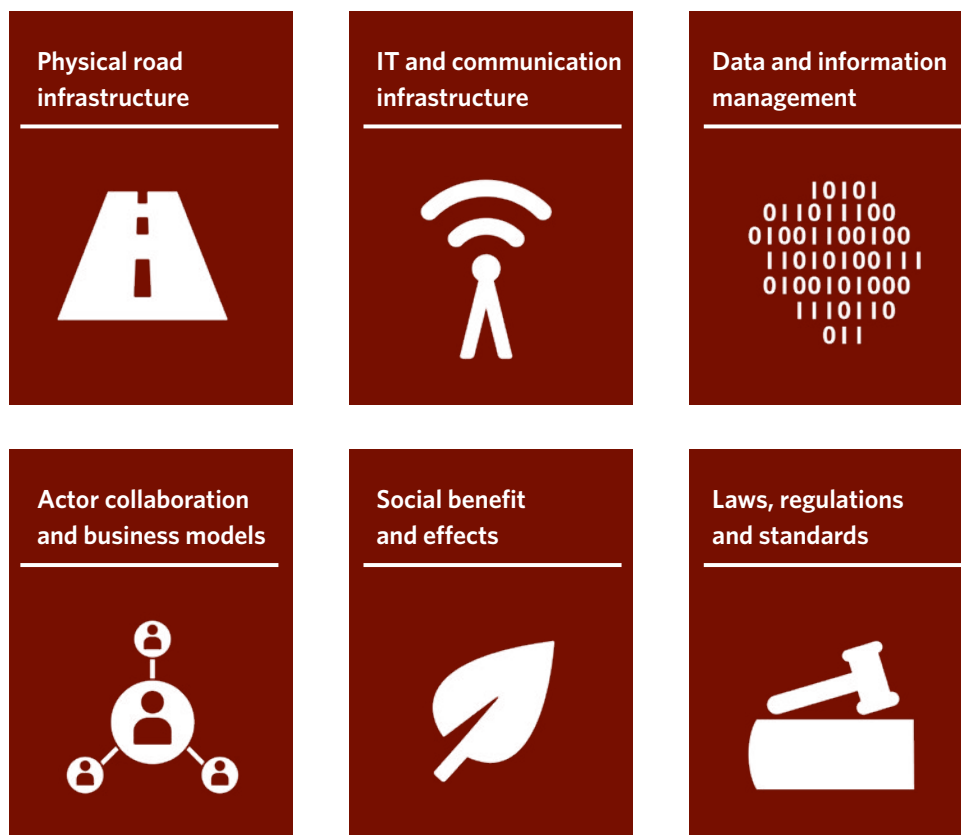 Physical road
infrastructure
IT and communication
infrastructure
Data and information
management
10101
011011100
01001100100
11010100111
0100101000
1110110
011
Actor collaboration
and business models
Social benefit
and effects
Laws, regulations
and standards